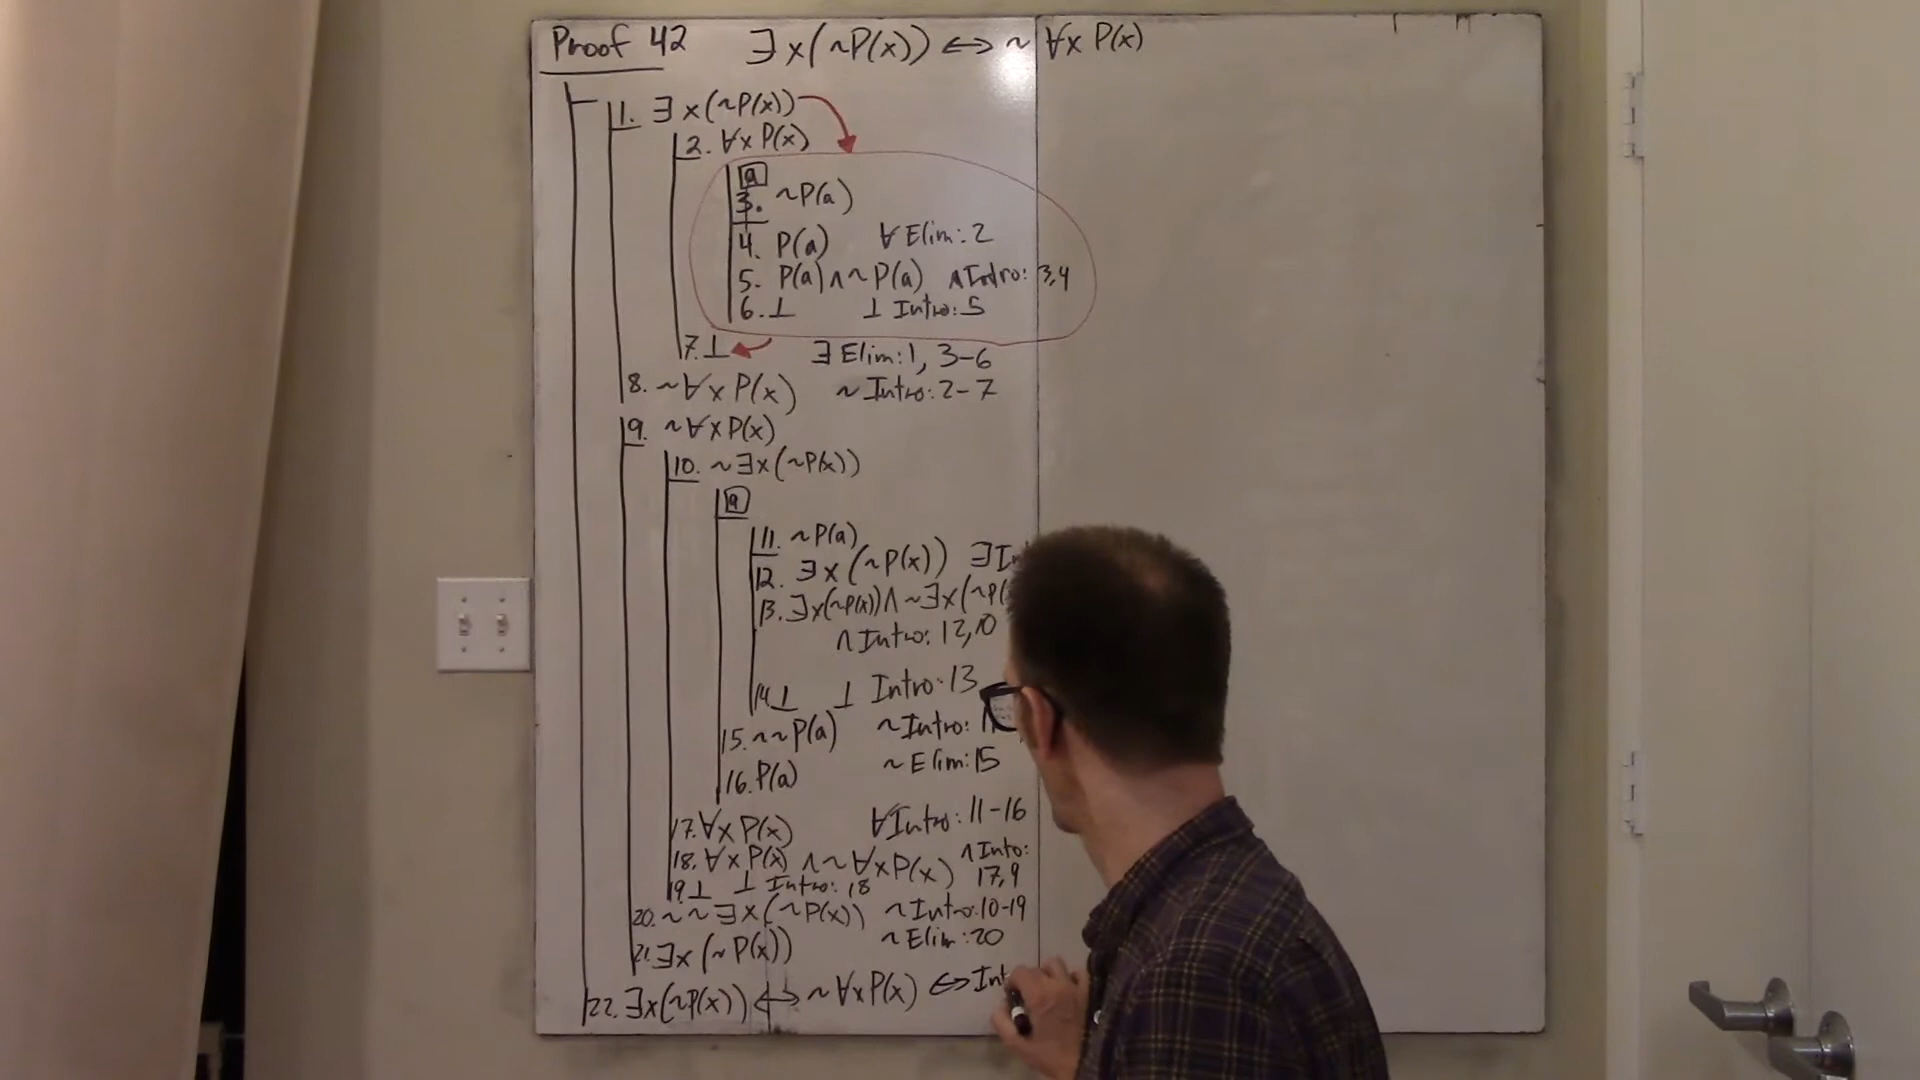 Proof 42 ∃x(~P(x)) ↔ ~∀x P(x)
1. ∃x(~P(x))
2. ∀x P(x)
a
3. ~P(a)
4. P(a) ∀ Elim: 2
5. P(a)∧~P(a) ∧Intro: 3,4
6. ⊥ ⊥ Intro: 5
7. ⊥ ∃ Elim: 1, 3-6
8. ~∀x P(x) ~Intro: 2-7
9. ~∀x P(x)
10. ~∃x(~P(x))
a
11. ~P(a)
12. ∃x(~P(x))
13. ∃x(~P(x))∧~∃x(~P(
∧Intro: 12,10
14. ⊥ ⊥ Intro: 13
15. ~~P(a) ~Intro:
16. P(a) ~Elim: 15
17. ∀x P(x) ∀Intro: 11-16
18. ∀x P(x) ∧~∀x P(x) ∧Intro: 17,9
19. ⊥ ⊥ Intro: 18
20. ~~∃x(~P(x)) ~Intro: 10-19
21. ∃x(~P(x)) ~Elim: 20
22. ∃x(~P(x)) ↔ ~∀x P(x) ↔ Int